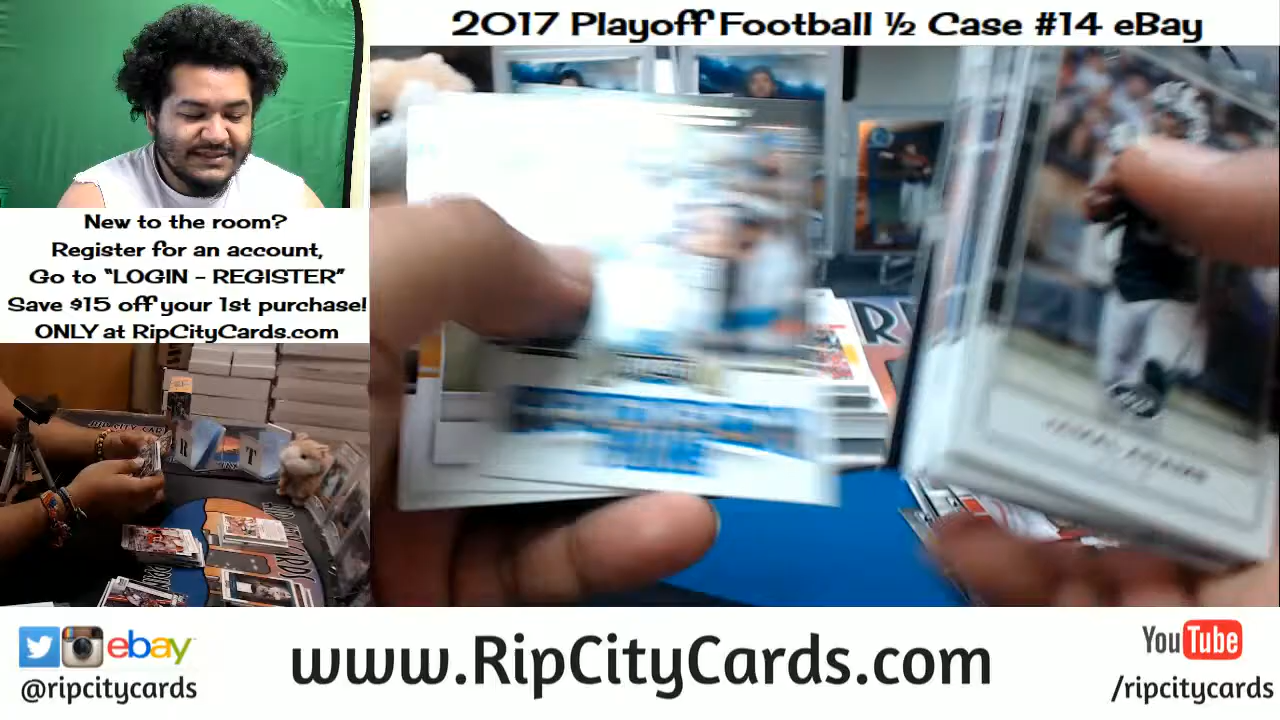 2017 Playoff Football ½ Case #14 eBay
New to the room?
Register for an account,
Go to “LOGIN - REGISTER”
Save $15 off your 1st purchase!
ONLY at RipCityCards.com
R T
R
ebay
@ripcitycards
www.RipCityCards.com
YouTube
/ripcitycards